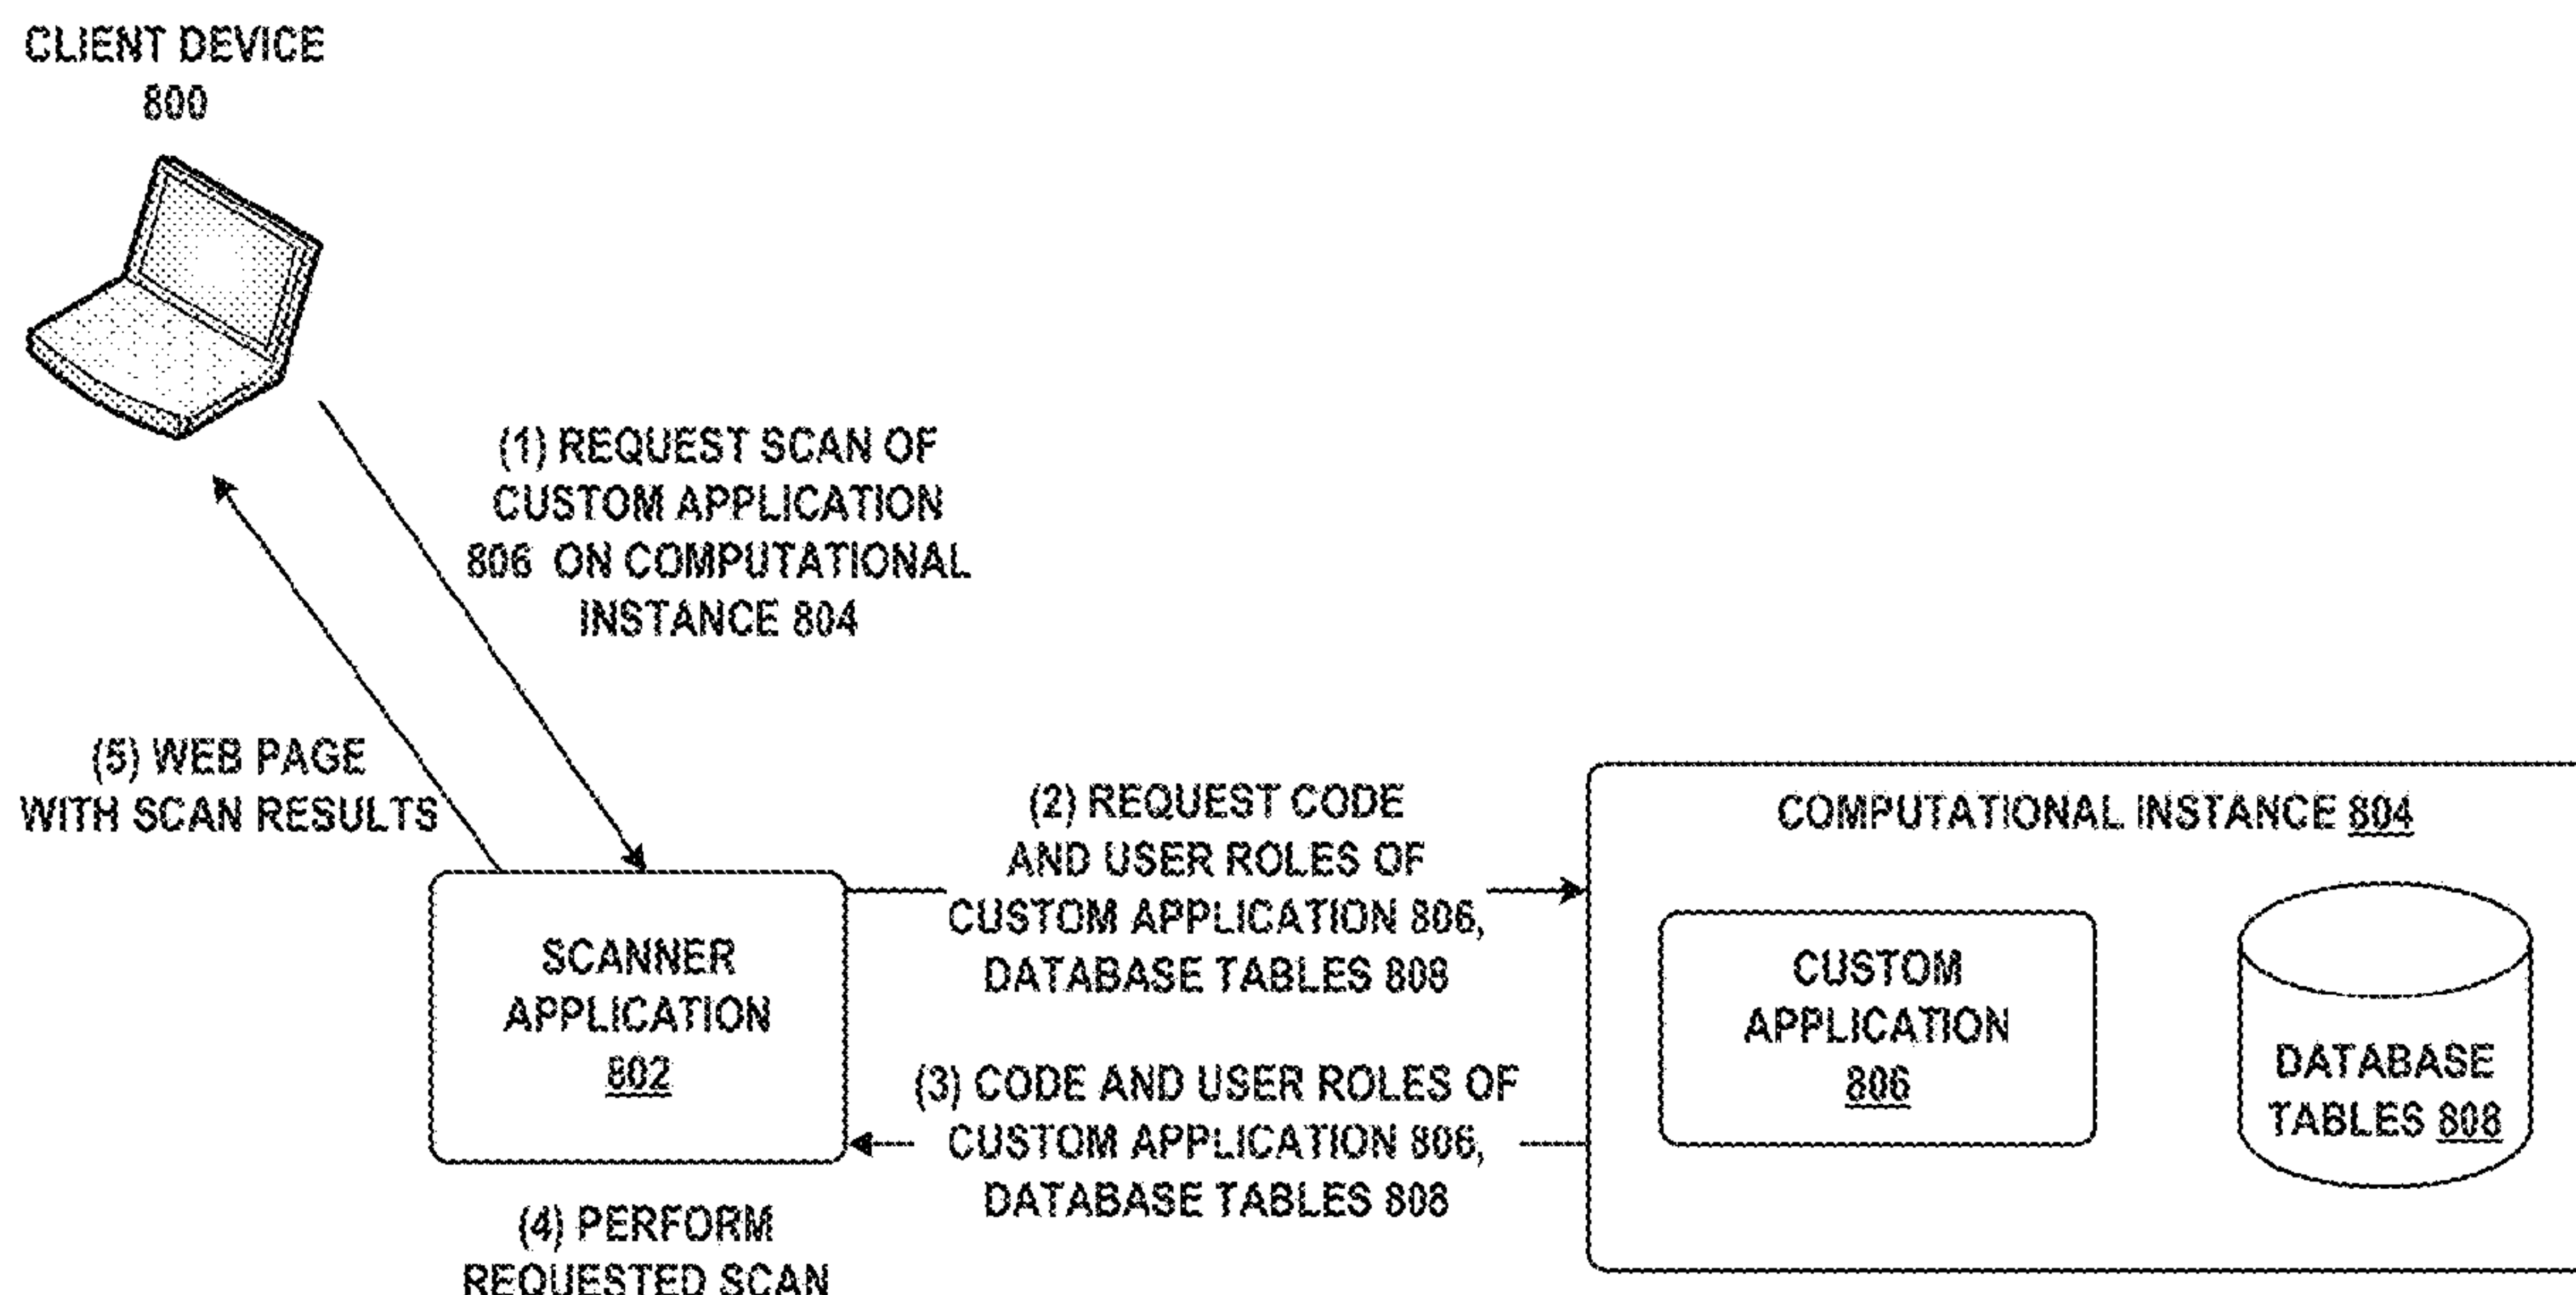 CLIENT DEVICE
800
(1) REQUEST SCAN OF
CUSTOM APPLICATION
806 ON COMPUTATIONAL
INSTANCE 804
(5) WEB PAGE
WITH SCAN RESULTS
(2) REQUEST CODE
AND USER ROLES OF
CUSTOM APPLICATION 806,
DATABASE TABLES 808
COMPUTATIONAL INSTANCE 804
SCANNER
APPLICATION
802
CUSTOM
APPLICATION
806
DATABASE
TABLES 808
(3) CODE AND USER ROLES OF
CUSTOM APPLICATION 806,
DATABASE TABLES 808
(4) PERFORM
REQUESTED SCAN